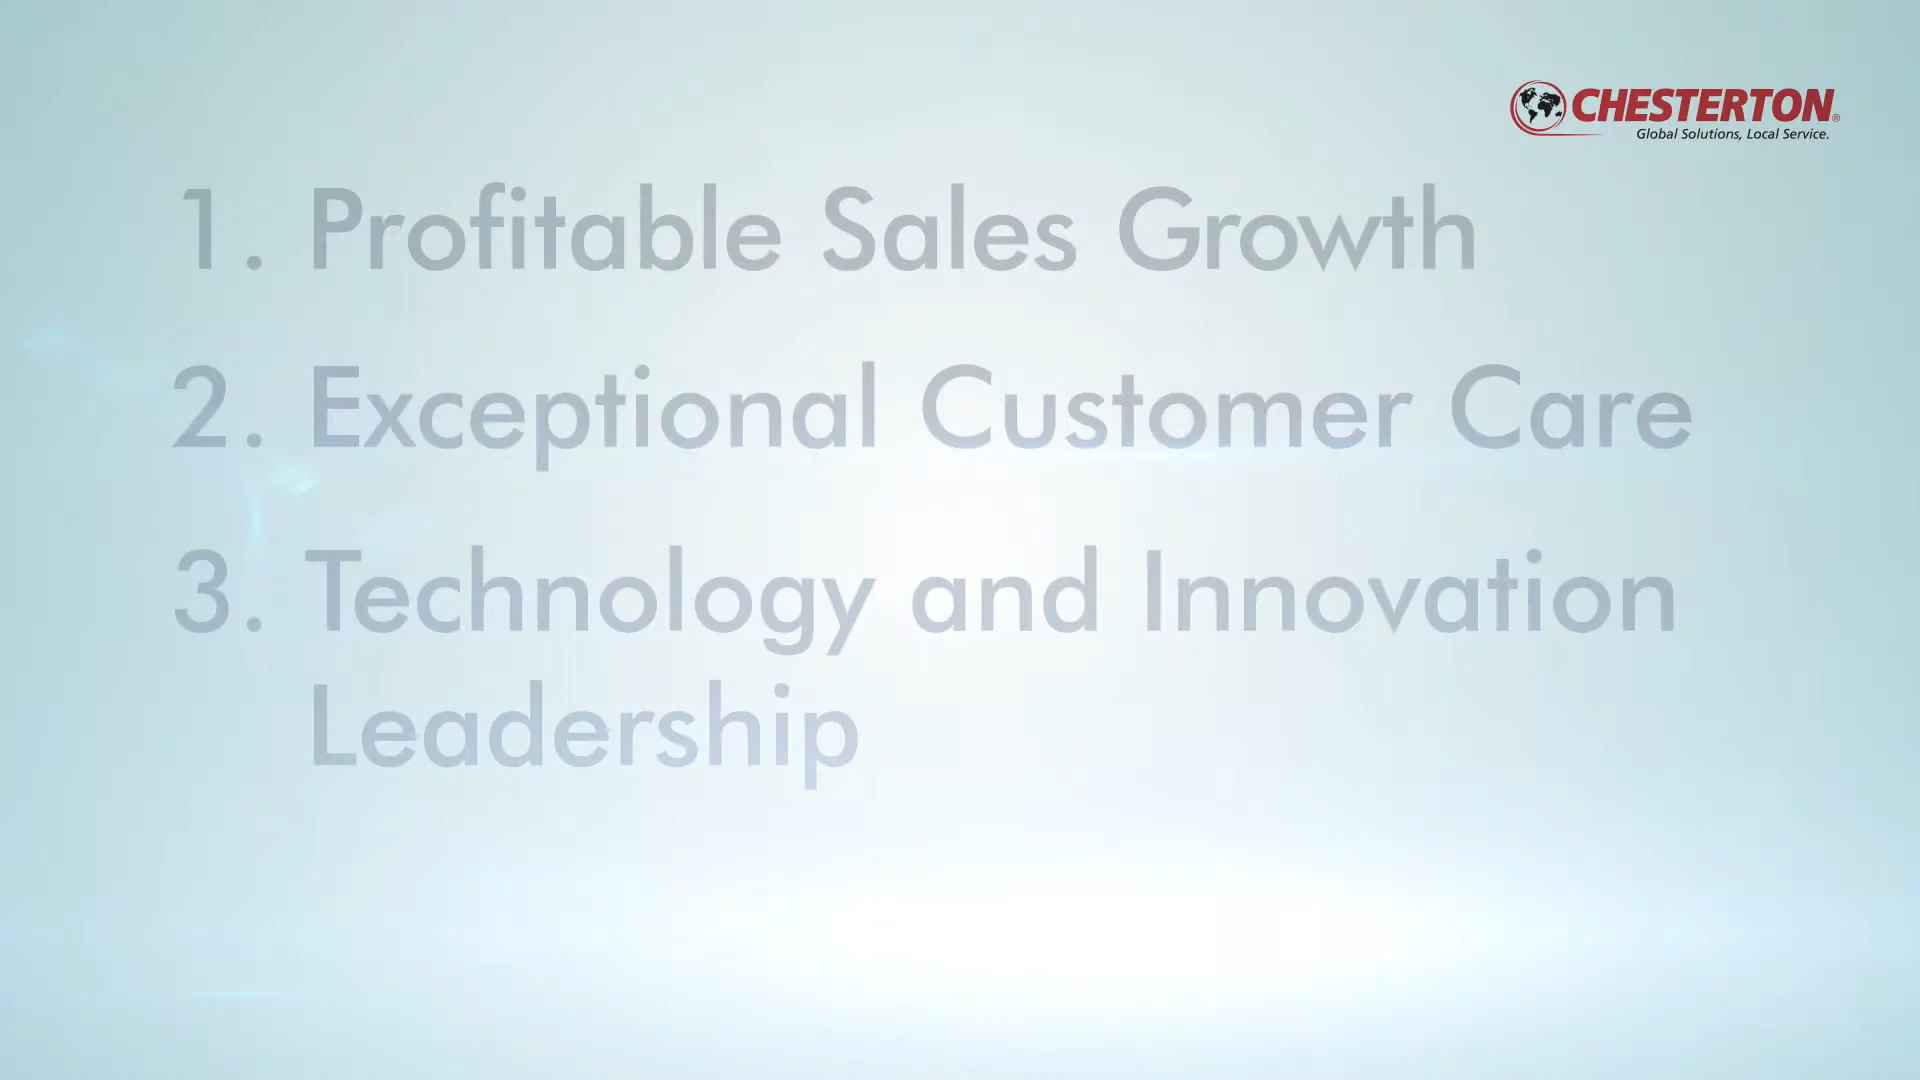 CHESTERTON®
Global Solutions, Local Service.
1. Profitable Sales Growth
2. Exceptional Customer Care
3. Technology and Innovation
Leadership